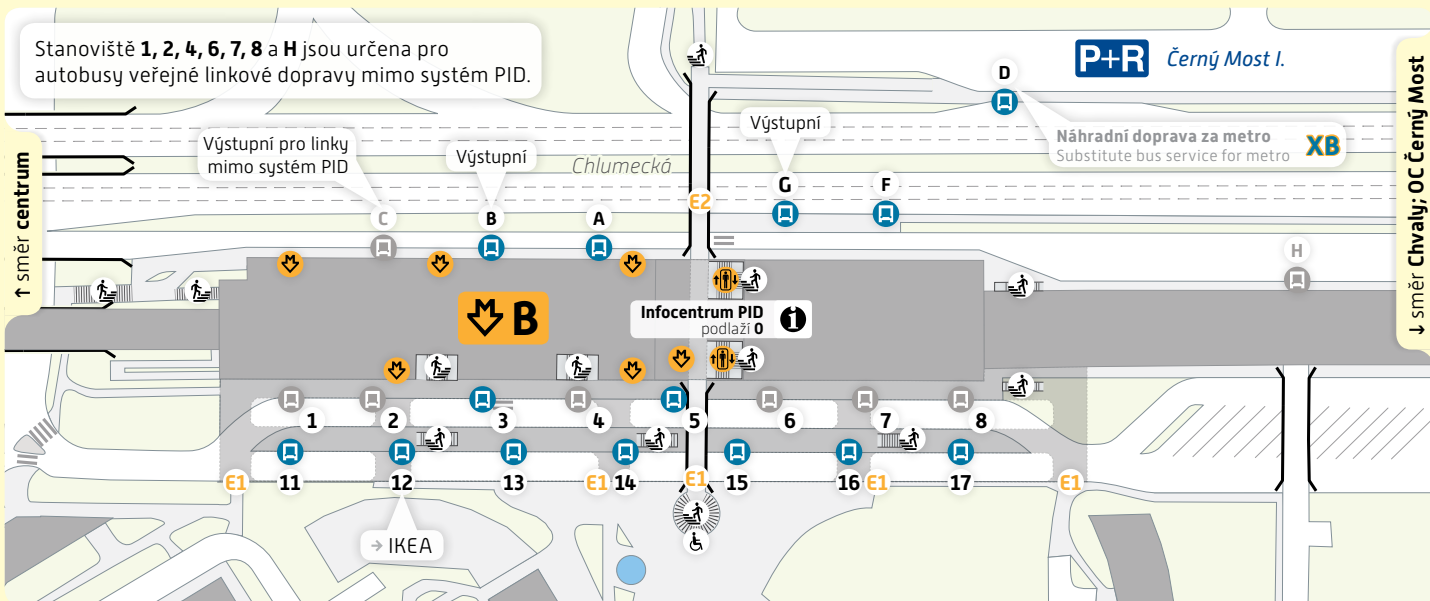 Stanoviště 1, 2, 4, 6, 7, 8 a H jsou určena pro
autobusy veřejné linkové dopravy mimo systém PID.
P+R
Černý Most I.
D
Náhradní doprava za metro
Substitute bus service for metro
XB
Výstupní pro linky
mimo systém PID
Výstupní
Chlumecká
Výstupní
E2
C
B
A
G
F
H
↑ směr centrum
↓ směr Chvaly; OC Černý Most
B
Infocentrum PID
podlaží 0
i
1
2
3
4
5
6
7
8
E1
11
12
13
E1
14
E1
15
16
E1
17
E1
→ IKEA